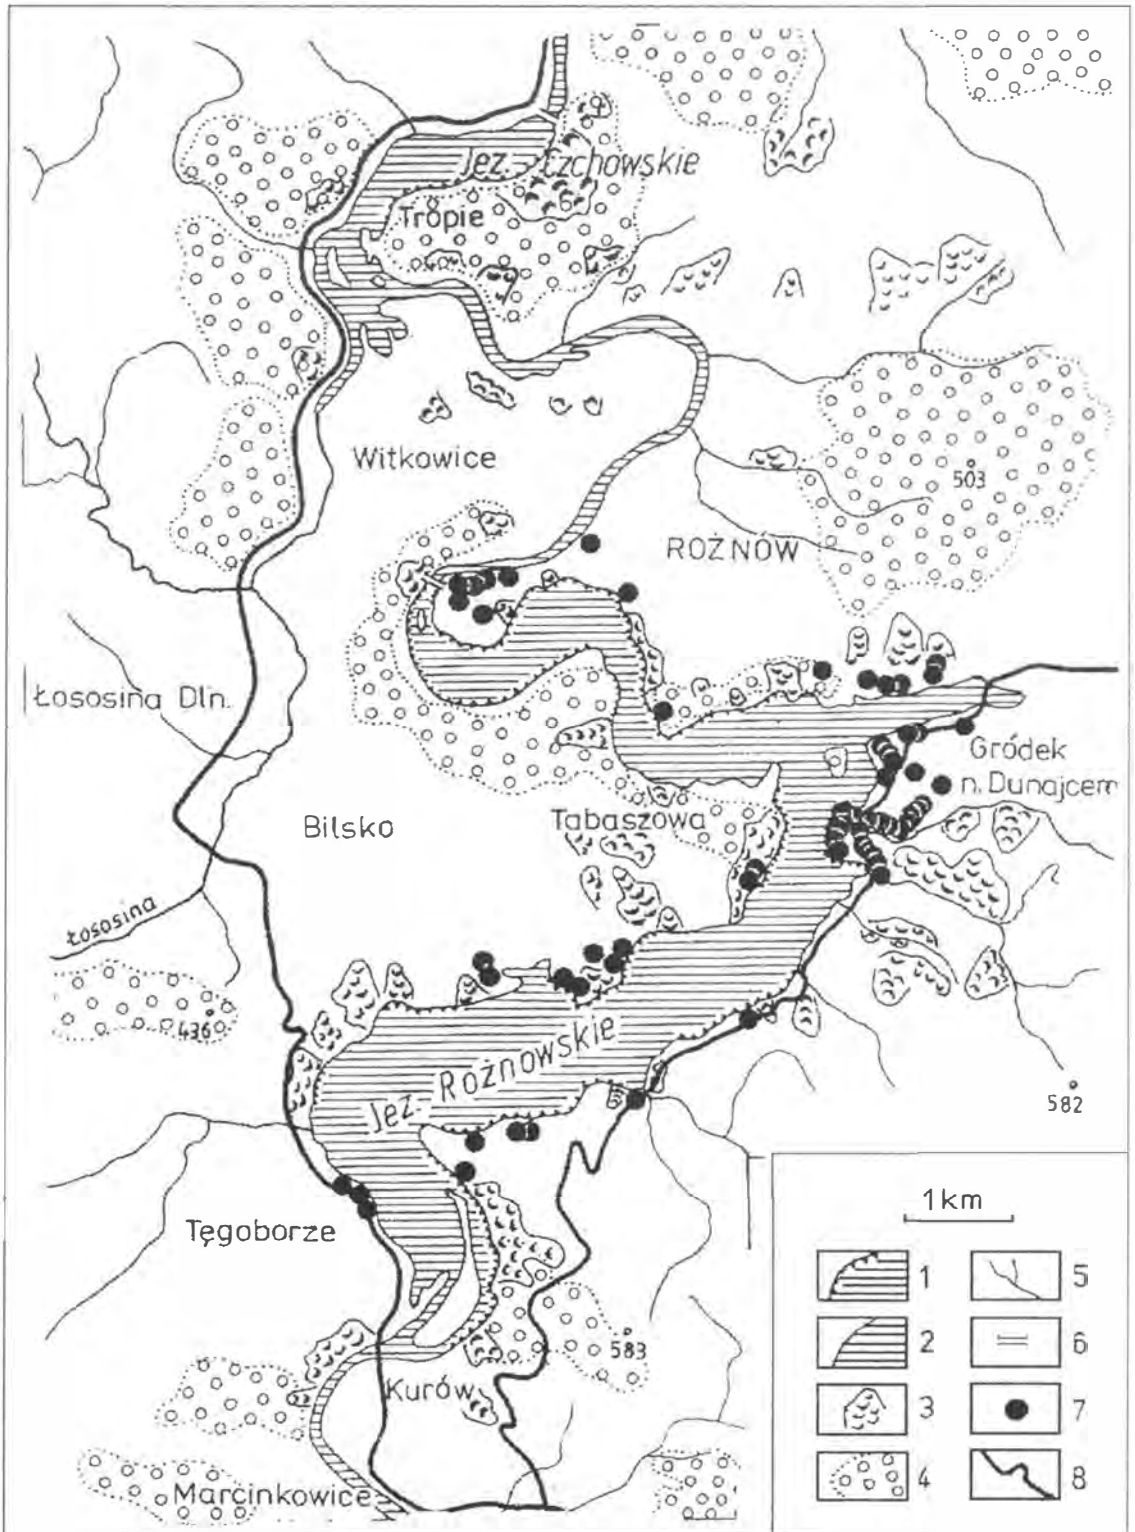 Jez. Czchowskie
Tropie
Witkowice
503
ROŻNÓW
Łososina Dln.
Gródek
n. Dunajcem
Bilsko
Tabaszowa
Łososina
436
Jez. Rożnowskie
582
Tęgoborze
1km
1
5
2
6
3
7
4
8
583
Kurów
Marcinkowice